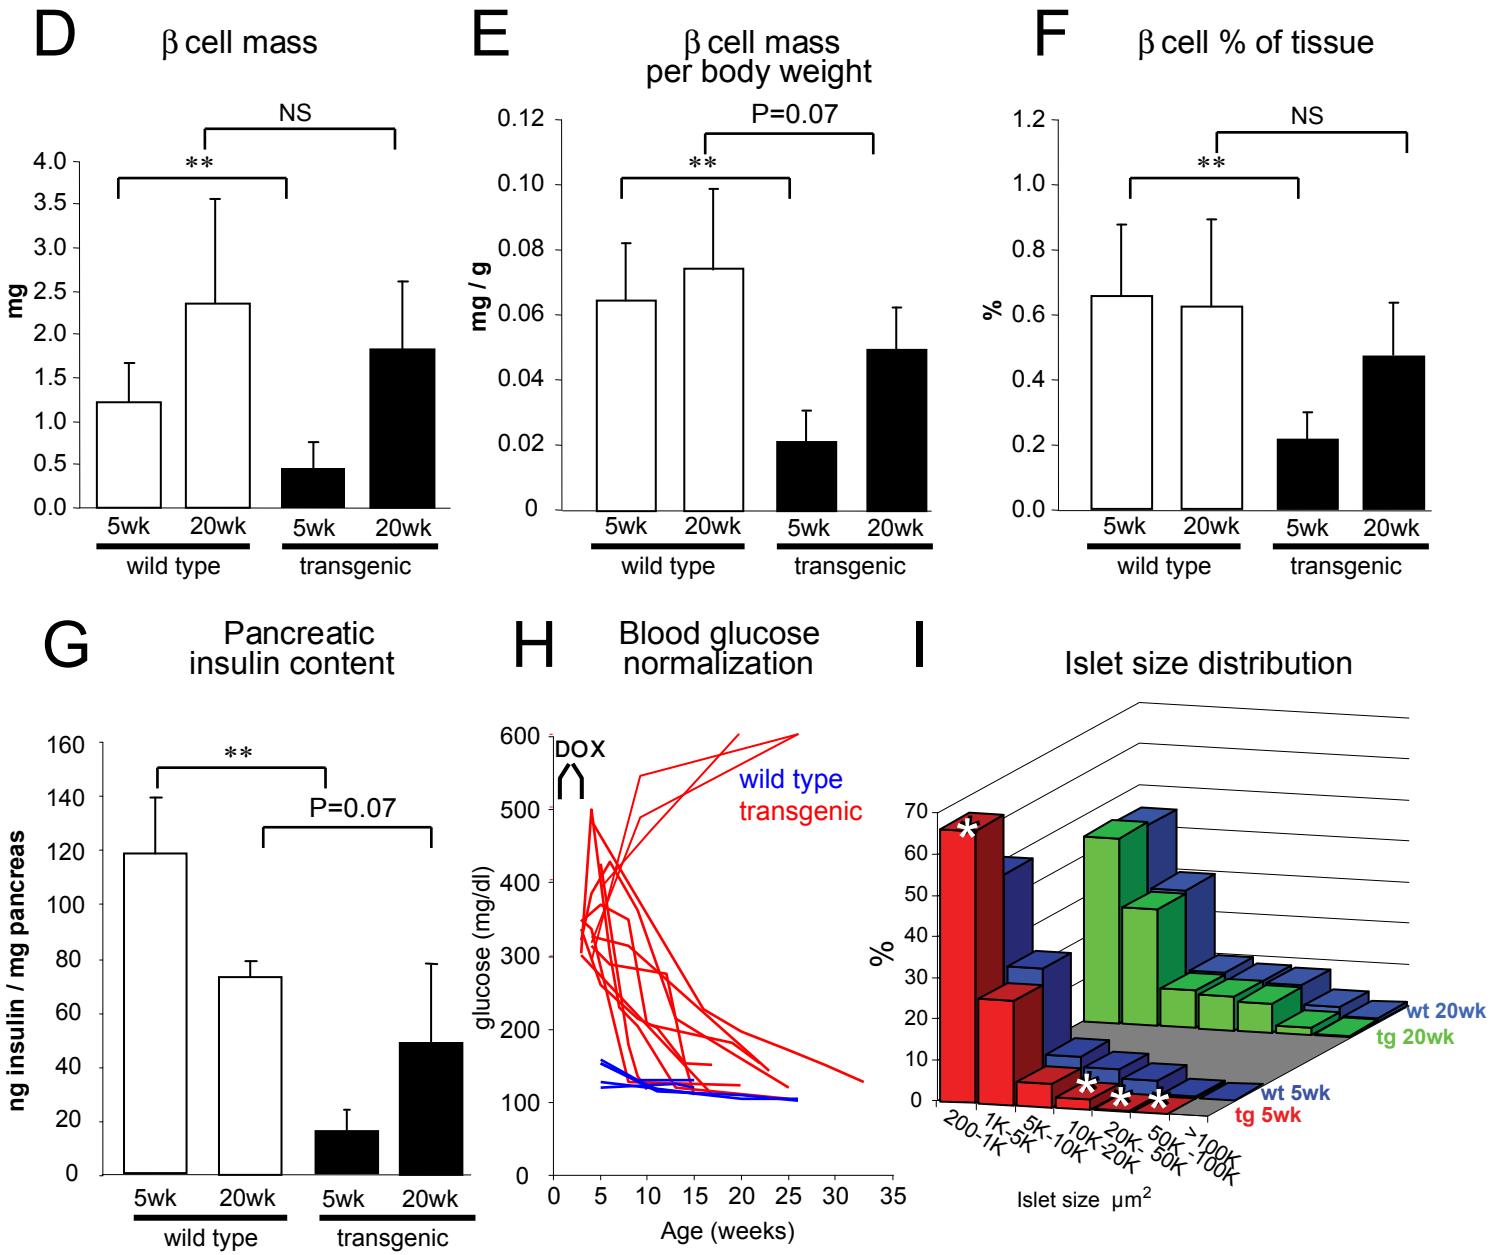 D
β cell mass
NS
**
4.0
3.5
3.0
2.5
2.0
1.5
1.0
0.5
0.0
mg
5wk 20wk 5wk 20wk
wild type transgenic
E
β cell mass
per body weight
P=0.07
**
0.12
0.10
0.08
0.06
0.04
0.02
0
mg / g
5wk 20wk 5wk 20wk
wild type transgenic
F
β cell % of tissue
NS
**
1.2
1.0
0.8
0.6
0.4
0.2
0.0
%
5wk 20wk 5wk 20wk
wild type transgenic
G
Pancreatic
insulin content
**
P=0.07
160
140
120
100
80
60
40
20
0
ng insulin / mg pancreas
5wk 20wk 5wk 20wk
wild type transgenic
H
Blood glucose
normalization
DOX
wild type
transgenic
600
500
400
300
200
100
0
glucose (mg/dl)
0 5 10 15 20 25 30 35
Age (weeks)
I
Islet size distribution
70
60
50
40
30
20
10
0
%
*
* * *
wt 20wk
tg 20wk
wt 5wk
tg 5wk
200-1K
1K-5K
5K-10K
10K-20K
20K- 50K
50K -100K
>100K
Islet size µm²